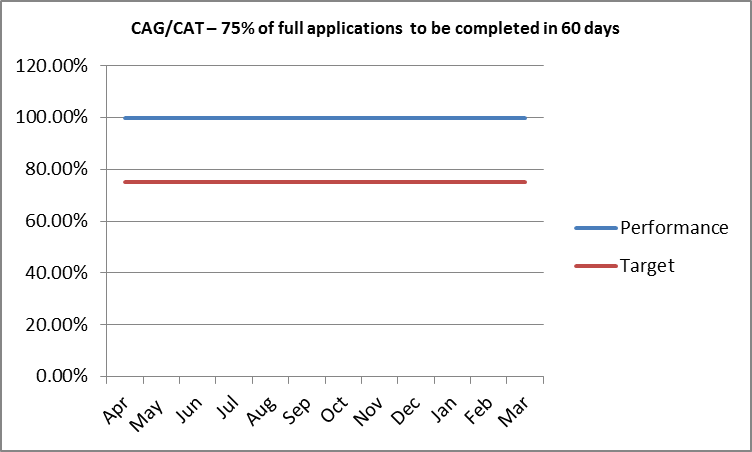 CAG/CAT – 75% of full applications  to be completed in 60 days
120.00%
100.00%
80.00%
60.00%
40.00%
20.00%
0.00%
Apr
May
Jun
Jul
Aug
Sep
Oct
Nov
Dec
Jan
Feb
Mar
Performance
Target